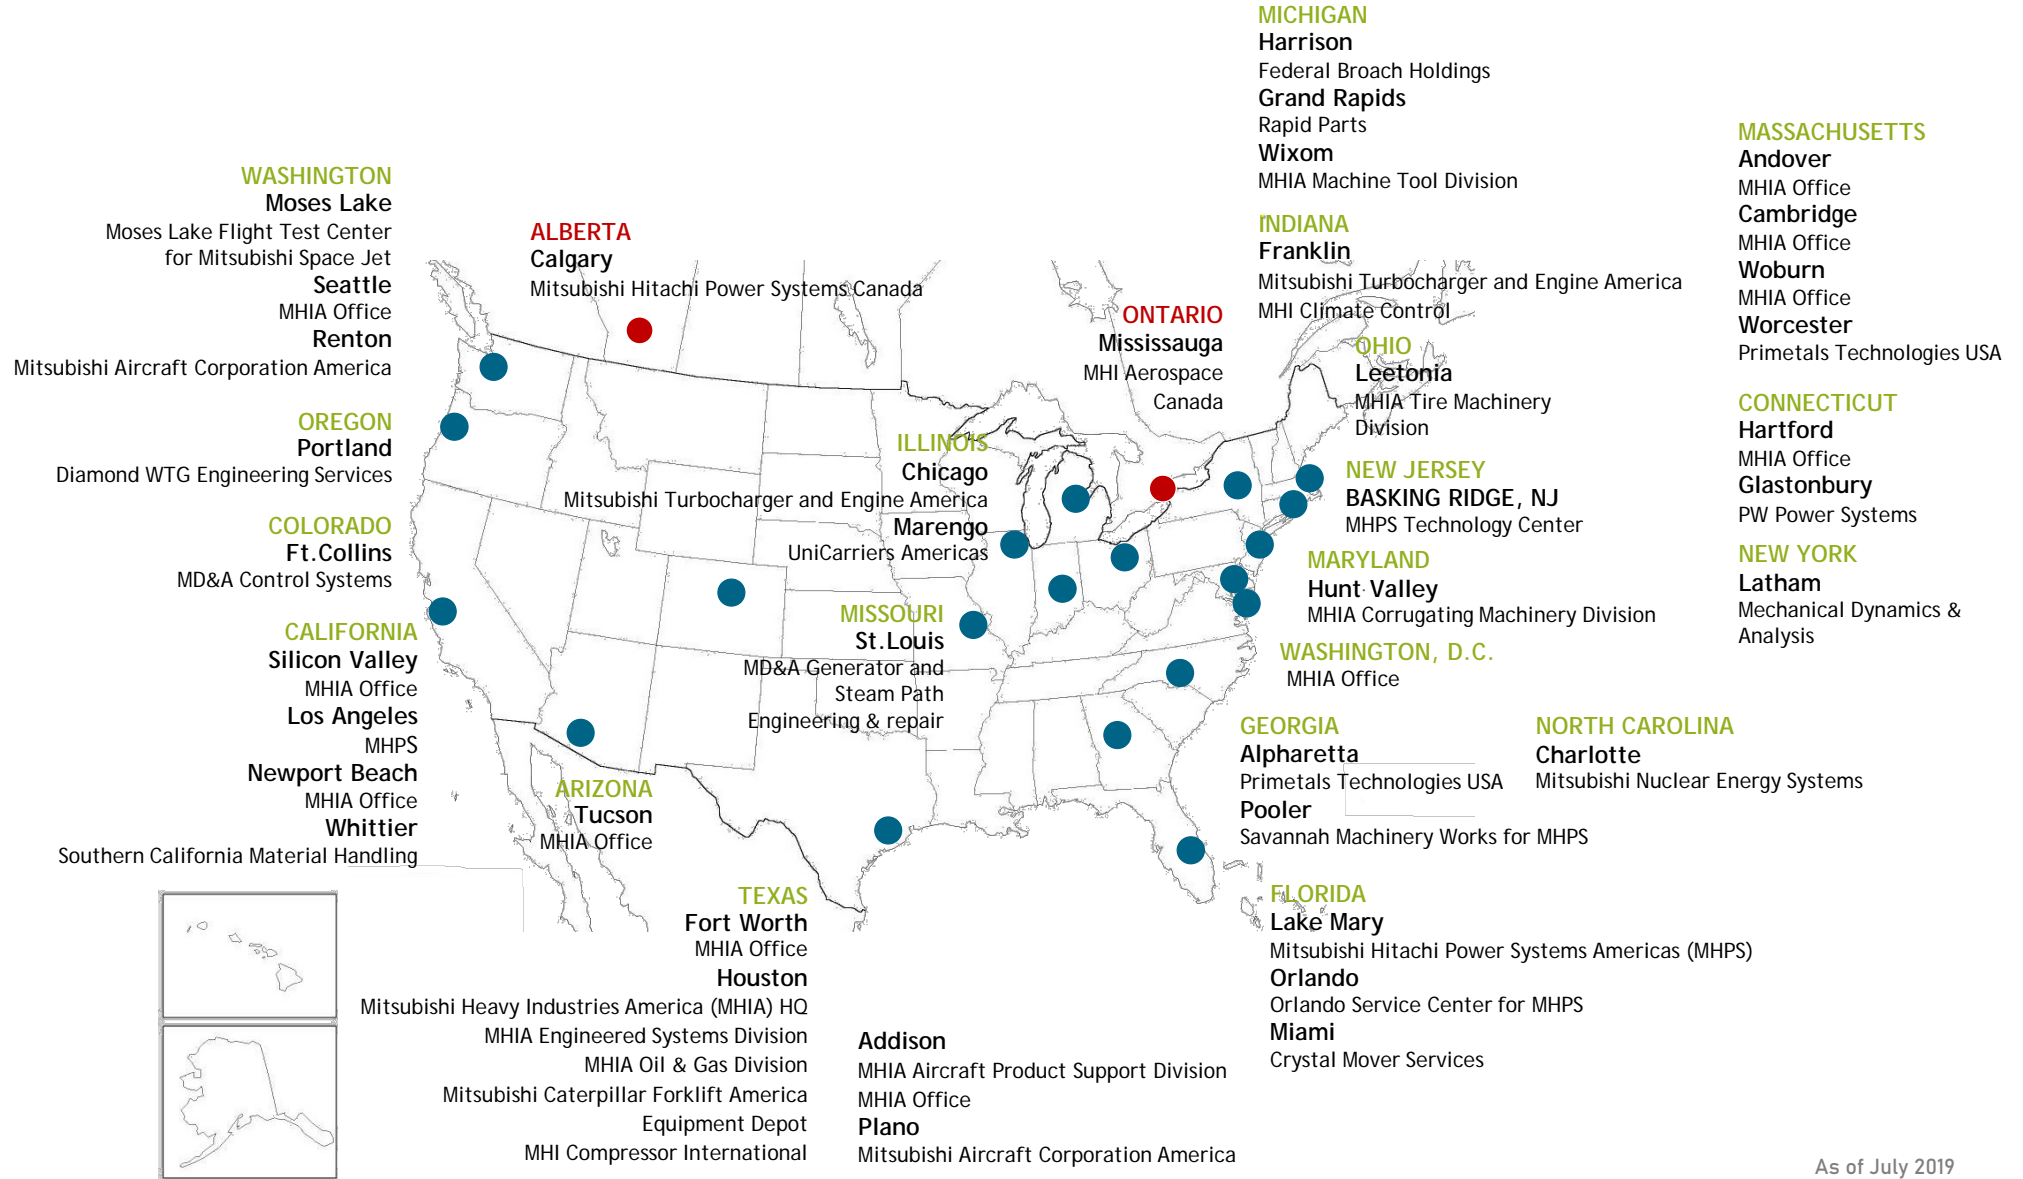 WASHINGTON
Moses Lake
Moses Lake Flight Test Center
for Mitsubishi Space Jet
Seattle
MHIA Office
Renton
Mitsubishi Aircraft Corporation America
OREGON
Portland
Diamond WTG Engineering Services
COLORADO
Ft.Collins
MD&A Control Systems
CALIFORNIA
Silicon Valley
MHIA Office
Los Angeles
MHPS
Newport Beach
MHIA Office
Whittier
Southern California Material Handling
ALBERTA
Calgary
Mitsubishi Hitachi Power Systems Canada
ARIZONA
Tucson
MHIA Office
ILLINOIS
Chicago
Mitsubishi Turbocharger and Engine America
Marengo
UniCarriers Americas
MISSOURI
St.Louis
MD&A Generator and
Steam Path
Engineering & repair
TEXAS
Fort Worth
MHIA Office
Houston
Mitsubishi Heavy Industries America (MHIA) HQ
MHIA Engineered Systems Division
MHIA Oil & Gas Division
Mitsubishi Caterpillar Forklift America
Equipment Depot
MHI Compressor International
Addison
MHIA Aircraft Product Support Division
MHIA Office
Plano
Mitsubishi Aircraft Corporation America
ONTARIO
Mississauga
MHI Aerospace
Canada
MICHIGAN
Harrison
Federal Broach Holdings
Grand Rapids
Rapid Parts
Wixom
MHIA Machine Tool Division
INDIANA
Franklin
Mitsubishi Turbocharger and Engine America
MHI Climate Control
OHIO
Leetonia
MHIA Tire Machinery
Division
NEW JERSEY
BASKING RIDGE, NJ
MHPS Technology Center
MARYLAND
Hunt Valley
MHIA Corrugating Machinery Division
WASHINGTON, D.C.
MHIA Office
GEORGIA
Alpharetta
Primetals Technologies USA
Pooler
Savannah Machinery Works for MHPS
NORTH CAROLINA
Charlotte
Mitsubishi Nuclear Energy Systems
FLORIDA
Lake Mary
Mitsubishi Hitachi Power Systems Americas (MHPS)
Orlando
Orlando Service Center for MHPS
Miami
Crystal Mover Services
MASSACHUSETTS
Andover
MHIA Office
Cambridge
MHIA Office
Woburn
MHIA Office
Worcester
Primetals Technologies USA
CONNECTICUT
Hartford
MHIA Office
Glastonbury
PW Power Systems
NEW YORK
Latham
Mechanical Dynamics &
Analysis
As of July 2019